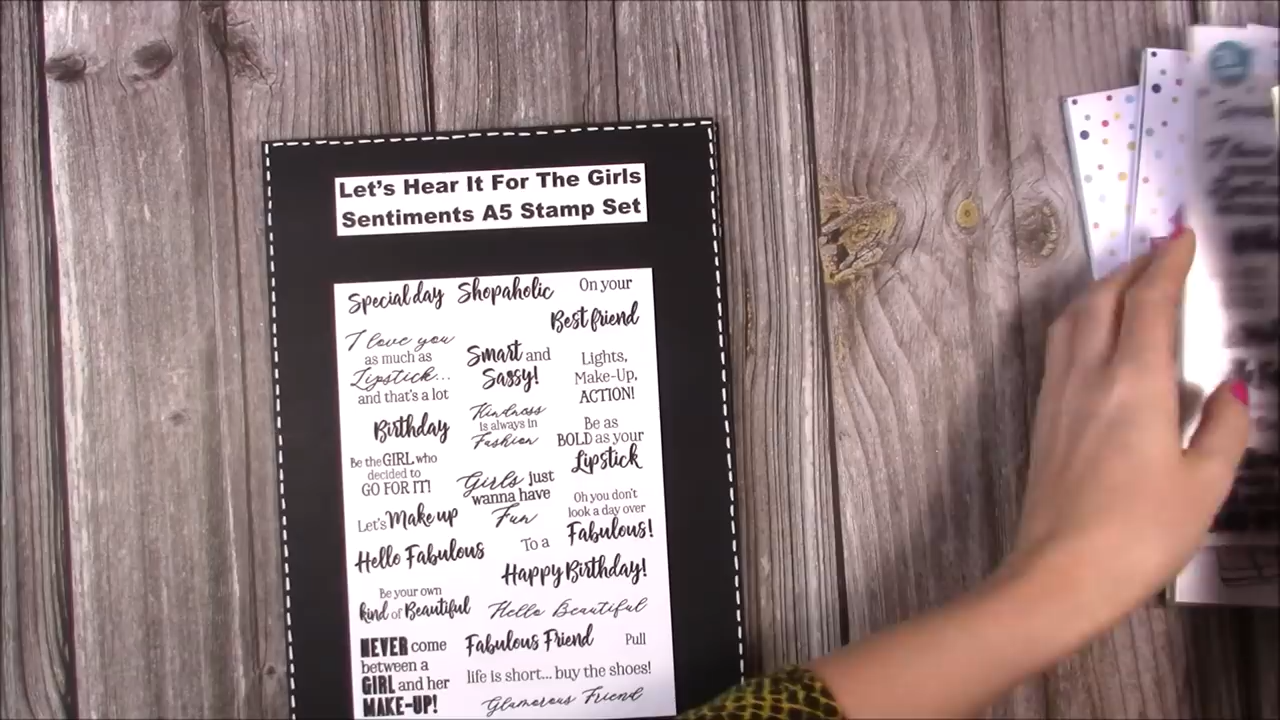 Let's Hear It For The Girls
Sentiments A5 Stamp Set
Special day
Shopaholic
On your
Best friend
I love you
as much as
Lipstick...
and that's a lot
Smart and
Sassy!
Lights,
Make-Up,
ACTION!
Birthday
Kindness
is always in
Fashion
Be as
BOLD as your
Lipstick
Be the GIRL who
decided to
GO FOR IT!
Girls just
wanna have
Fun
Oh you don't
look a day over
Fabulous!
Let's Make up
To a
Hello Fabulous
Happy Birthday!
Be your own
kind of Beautiful
Hello Beautiful
NEVER come
between a
GIRL and her
MAKE-UP!
Fabulous Friend
Pull
life is short... buy the shoes!
Glamorous Friend